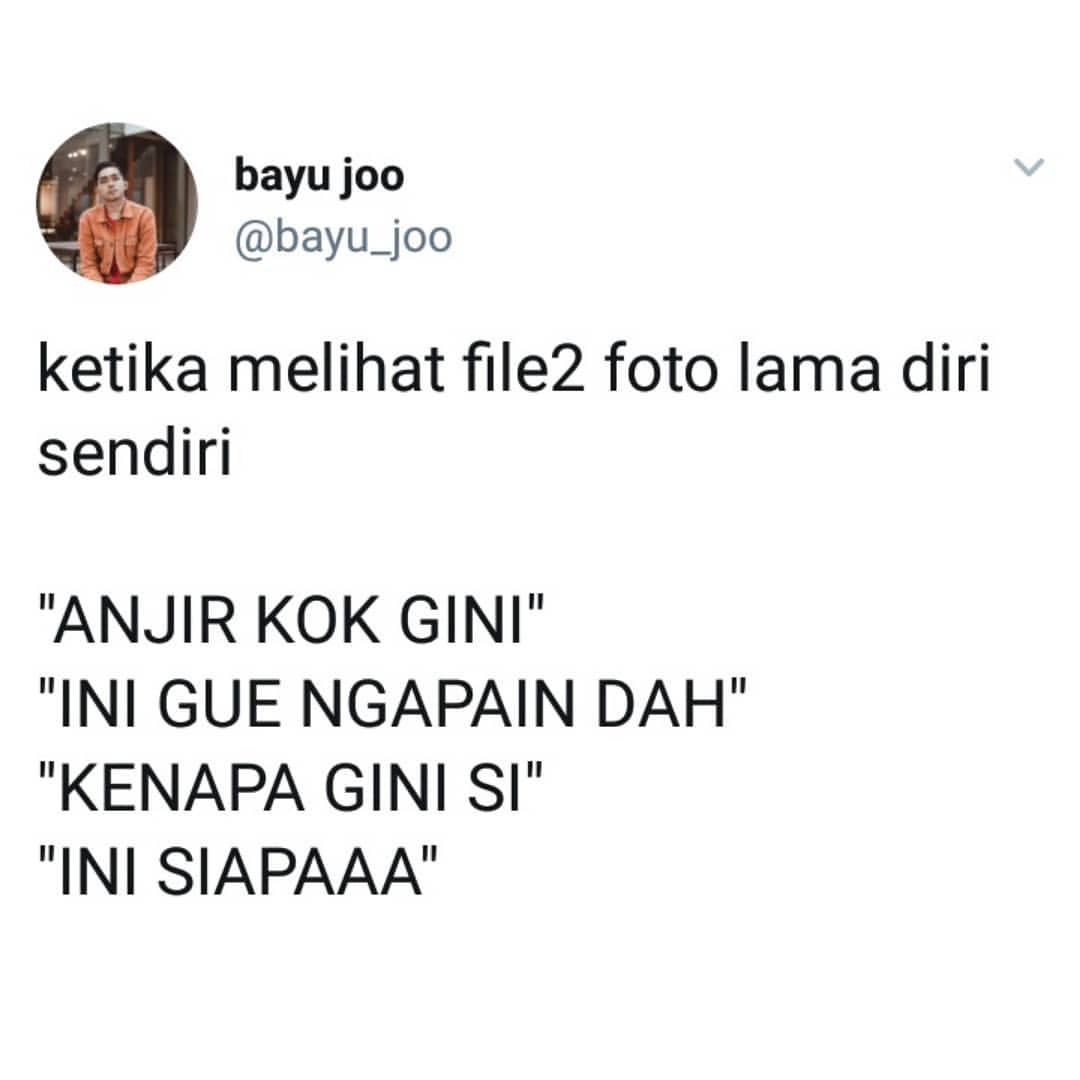 bayu joo
@bayu_joo
ketika melihat file2 foto lama diri
sendiri
"ANJIR KOK GINI"
"INI GUE NGAPAIN DAH"
"KENAPA GINI SI"
"INI SIAPAAA"